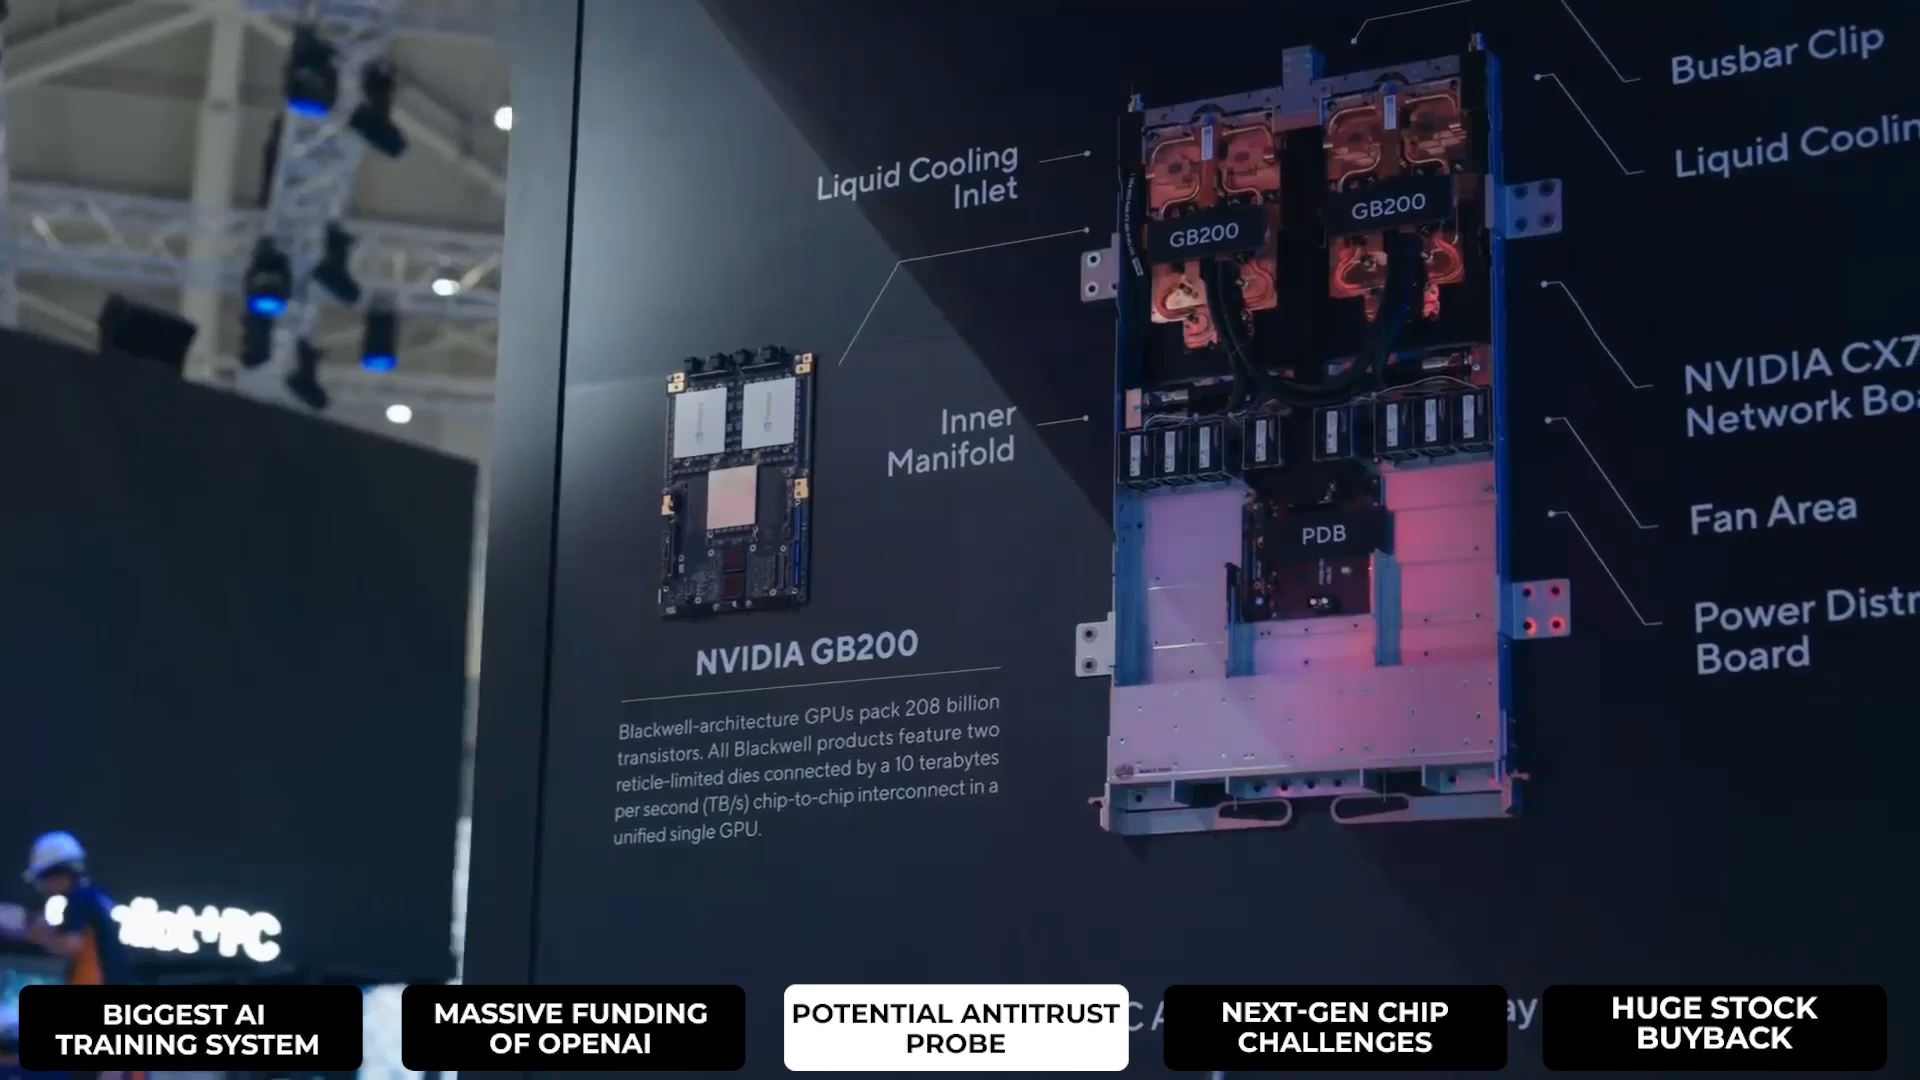 Busbar Clip
Liquid Cooling
Inlet
Liquid
GB200
GB200
Inner
Manifold
NVIDIA CX7
Network
Fan Area
PDB
Power
Board
NVIDIA GB200
Blackwell-architecture GPUs pack 208 billion
transistors. All Blackwell products feature two
reticle-limited dies connected by a 10 terabytes
per second (TB/s) chip-to-chip interconnect in a
unified single GPU.
BIGGEST AI
TRAINING SYSTEM
MASSIVE FUNDING
OF OPENAI
POTENTIAL ANTITRUST
PROBE
NEXT-GEN CHIP
CHALLENGES
HUGE STOCK
BUYBACK